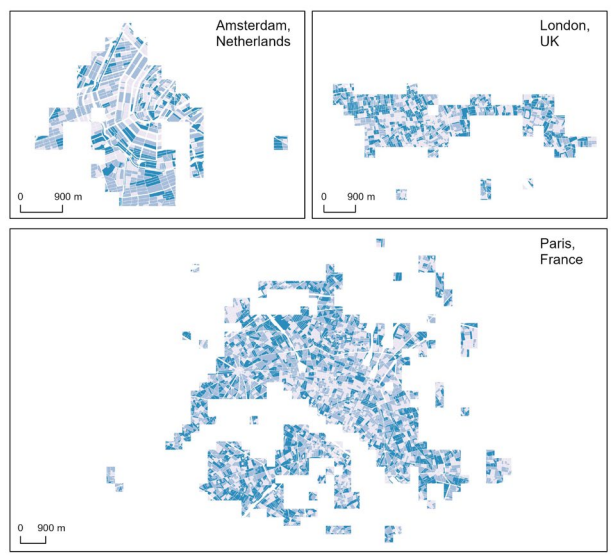 Amsterdam,
Netherlands
0 900 m
London,
UK
0 900 m
Paris,
France
0 900 m